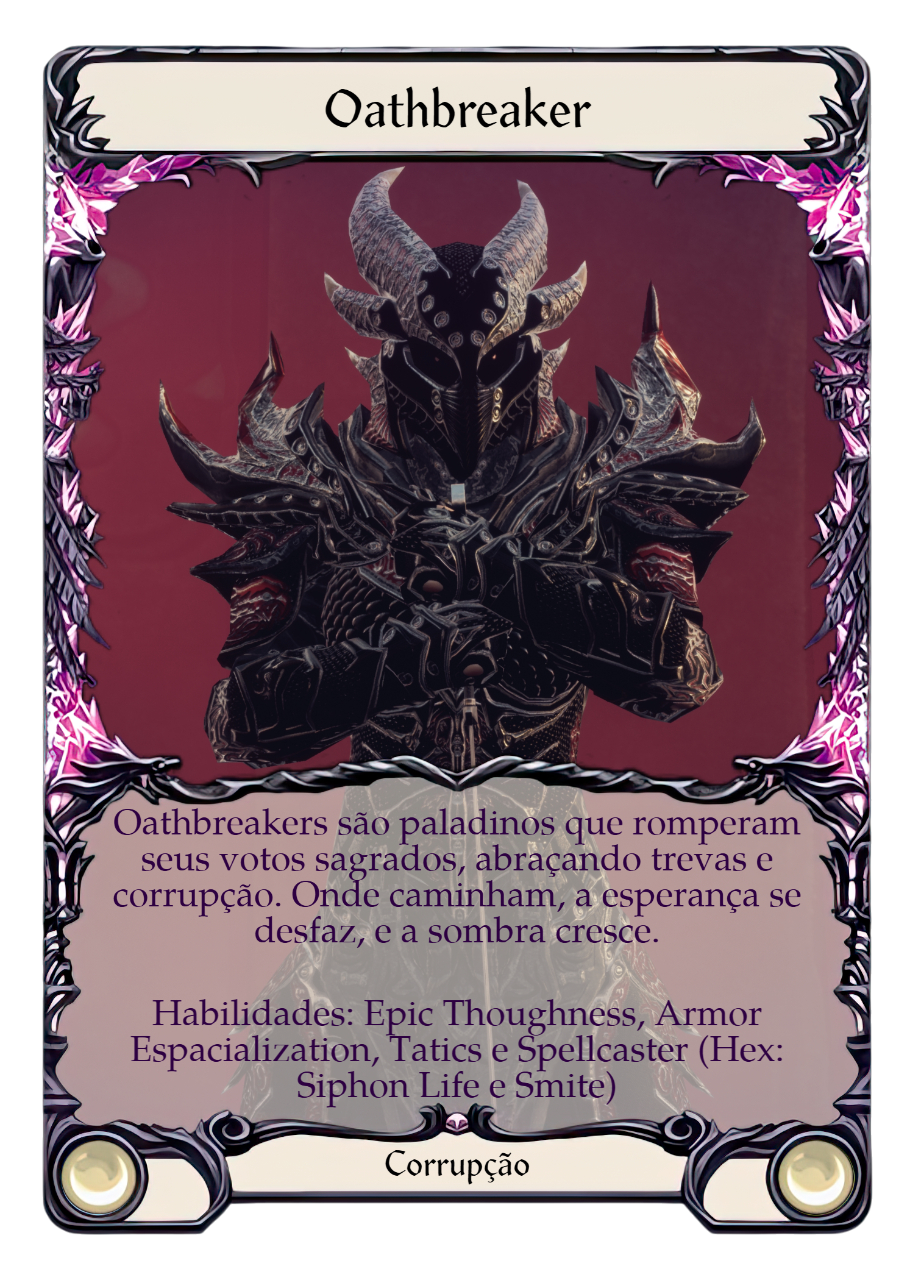 Oathbreaker
Oathbreakers são paladinos que romperam
seus votos sagrados, abraçando trevas e
corrupção. Onde caminham, a esperança se
desfaz, e a sombra cresce.
Habilidades: Epic Thoughness, Armor
Espacialization, Tatics e Spellcaster (Hex:
Siphon Life e Smite)
Corrupção